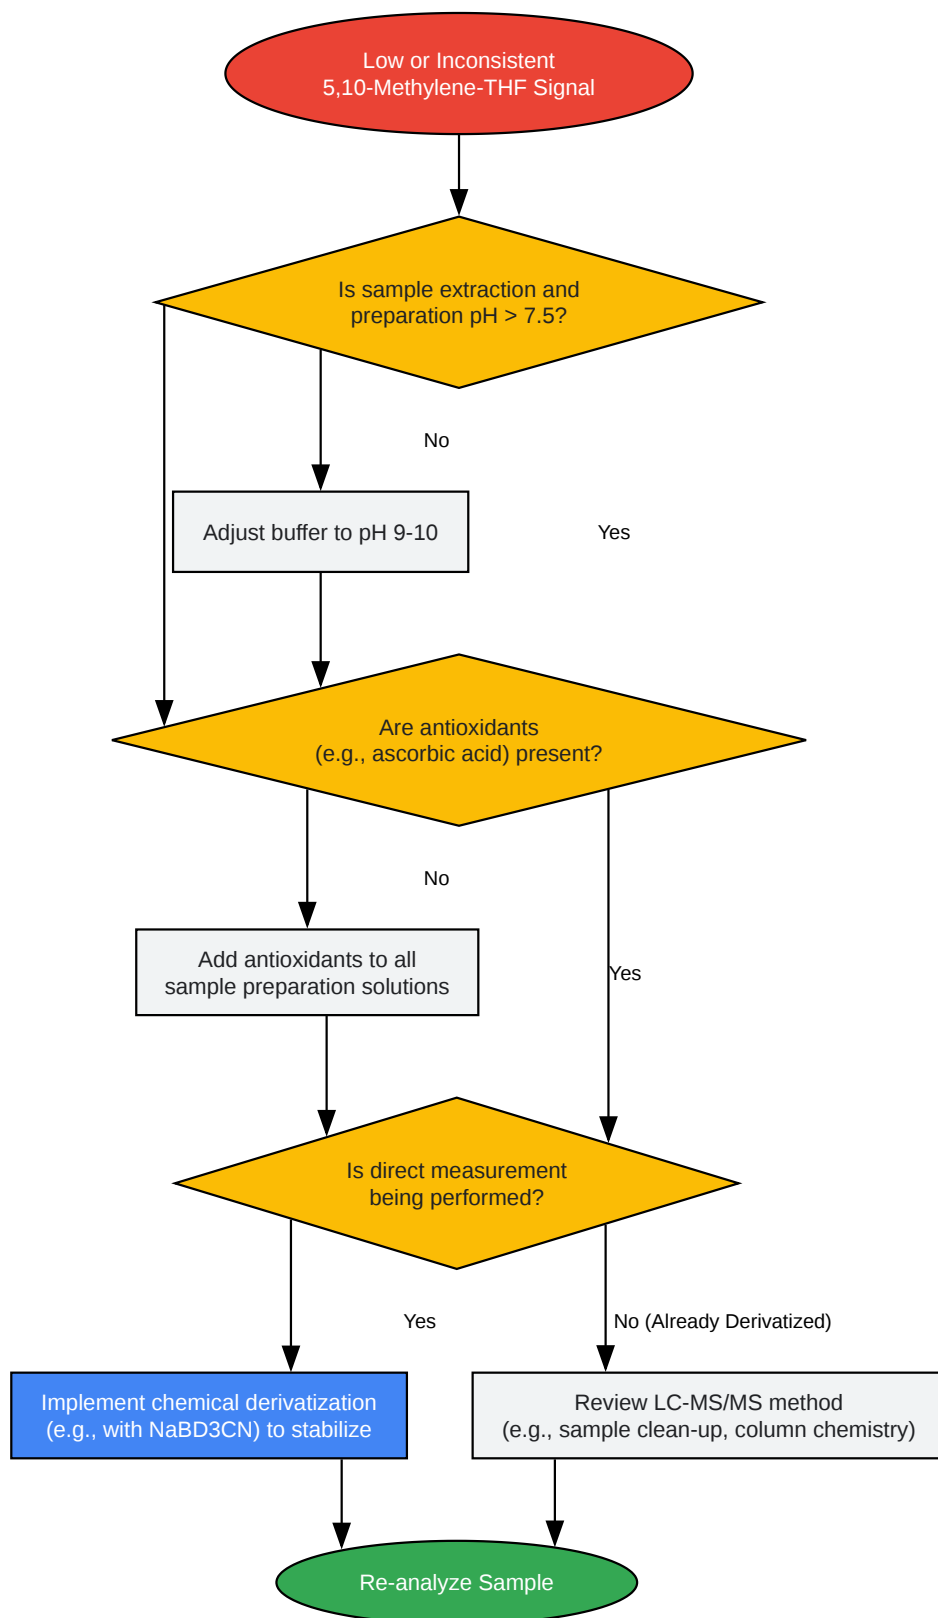 Low or Inconsistent
5,10-Methylene-THF Signal
Is sample extraction and
preparation pH > 7.5?
No
Adjust buffer to pH 9-10
Yes
Are antioxidants
(e.g., ascorbic acid) present?
No
Add antioxidants to all
sample preparation solutions
Yes
Is direct measurement
being performed?
Yes
No (Already Derivatized)
Implement chemical derivatization
(e.g., with NaBD3CN) to stabilize
Review LC-MS/MS method
(e.g., sample clean-up, column chemistry)
Re-analyze Sample